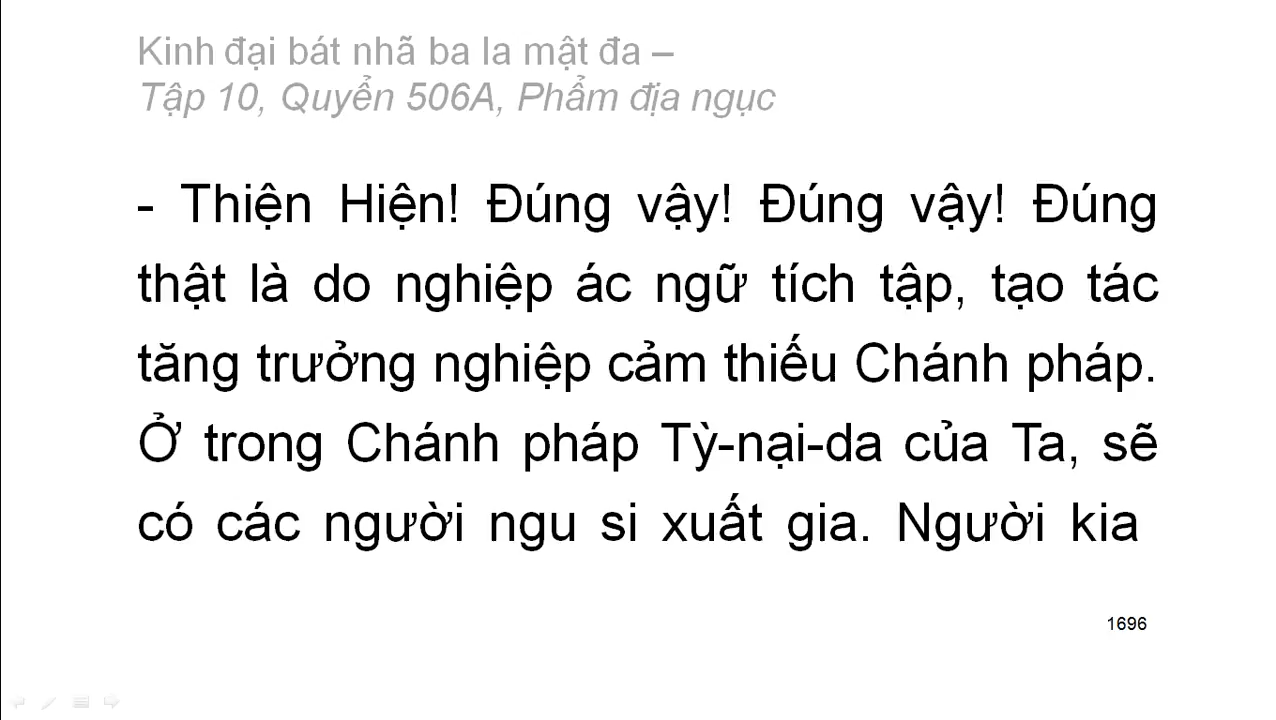 Kinh đại bát nhã ba la mật đa –
Tập 10, Quyển 506A, Phẩm địa ngục
- Thiện Hiện! Đúng vậy! Đúng vậy! Đúng
thật là do nghiệp ác ngữ tích tập, tạo tác
tăng trưởng nghiệp cảm thiếu Chánh pháp.
Ở trong Chánh pháp Tỳ-nại-da của Ta, sẽ
có các người ngu si xuất gia. Người kia
1696